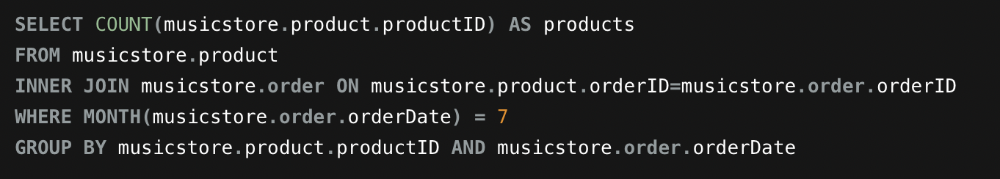 SELECT COUNT(musicstore.product.productID) AS products
FROM musicstore.product
INNER JOIN musicstore.order ON musicstore.product.orderID=musicstore.order.orderID
WHERE MONTH(musicstore.order.orderDate) = 7
GROUP BY musicstore.product.productID AND musicstore.order.orderDate